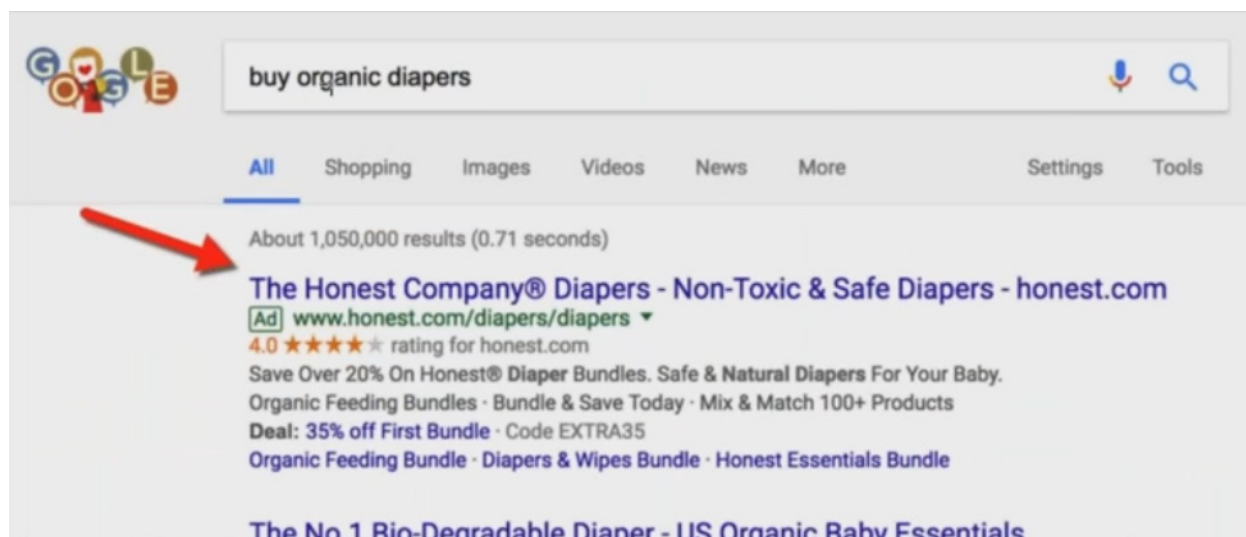 GOOGLE
buy organic diapers
All Shopping Images Videos News More Settings Tools
About 1,050,000 results (0.71 seconds)
The Honest Company® Diapers - Non-Toxic & Safe Diapers - honest.com
Ad www.honest.com/diapers/diapers
4.0 ★★★★★ rating for honest.com
Save Over 20% On Honest® Diaper Bundles. Safe & Natural Diapers For Your Baby.
Organic Feeding Bundles · Bundle & Save Today · Mix & Match 100+ Products
Deal: 35% off First Bundle · Code EXTRA35
Organic Feeding Bundle · Diapers & Wipes Bundle · Honest Essentials Bundle
The No 1 Bio-Degradable Diaper - US Organic Baby Essentials